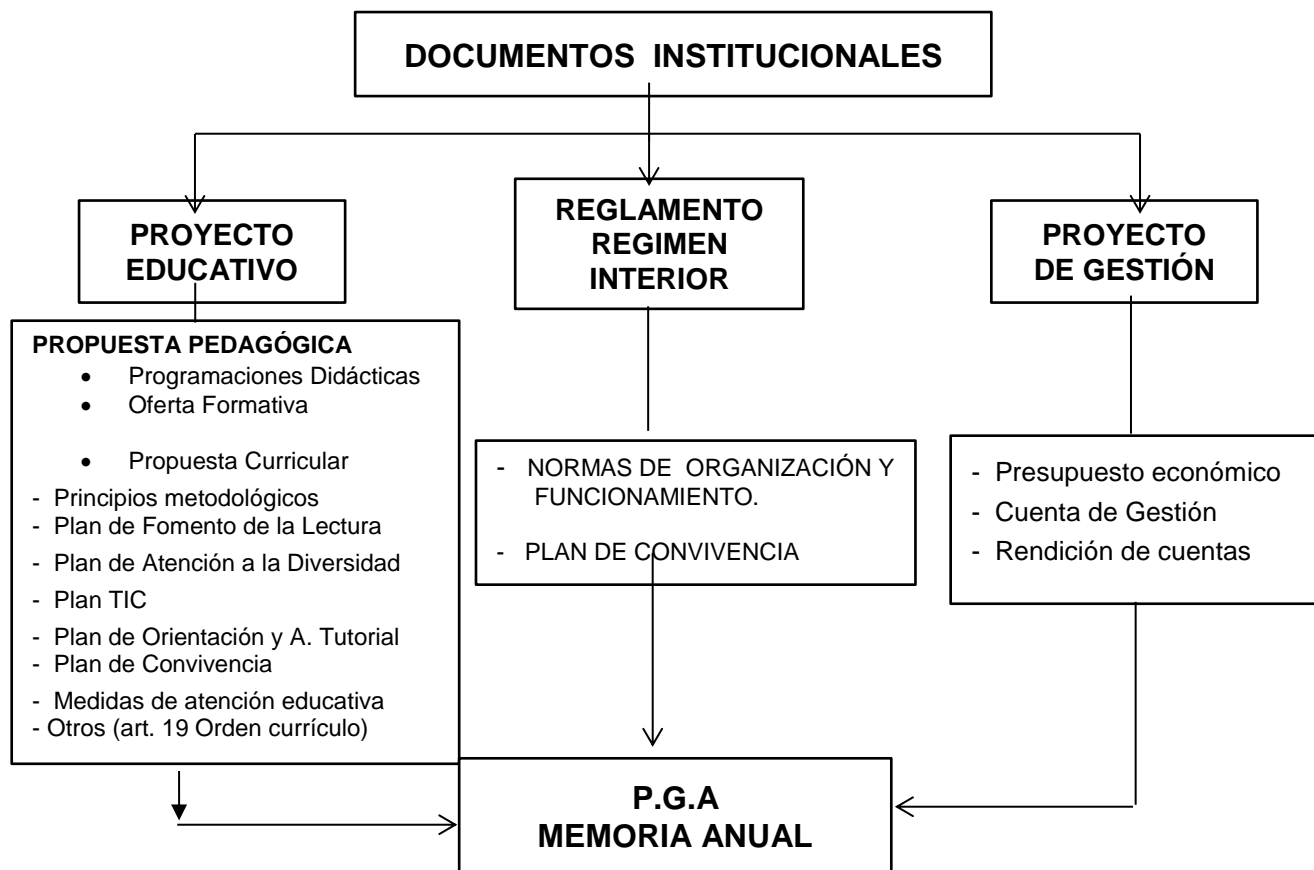 DOCUMENTOS INSTITUCIONALES
PROYECTO
EDUCATIVO
REGLAMENTO
REGIMEN
INTERIOR
PROYECTO
DE GESTIÓN
PROPUESTA PEDAGÓGICA
• Programaciones Didácticas
• Oferta Formativa
• Propuesta Curricular
- Principios metodológicos
- Plan de Fomento de la Lectura
- Plan de Atención a la Diversidad
- Plan TIC
- Plan de Orientación y A. Tutorial
- Plan de Convivencia
- Medidas de atención educativa
- Otros (art. 19 Orden currículo)
- NORMAS DE ORGANIZACIÓN Y
FUNCIONAMIENTO.
- PLAN DE CONVIVENCIA
- Presupuesto económico
- Cuenta de Gestión
- Rendición de cuentas
P.G.A
MEMORIA ANUAL